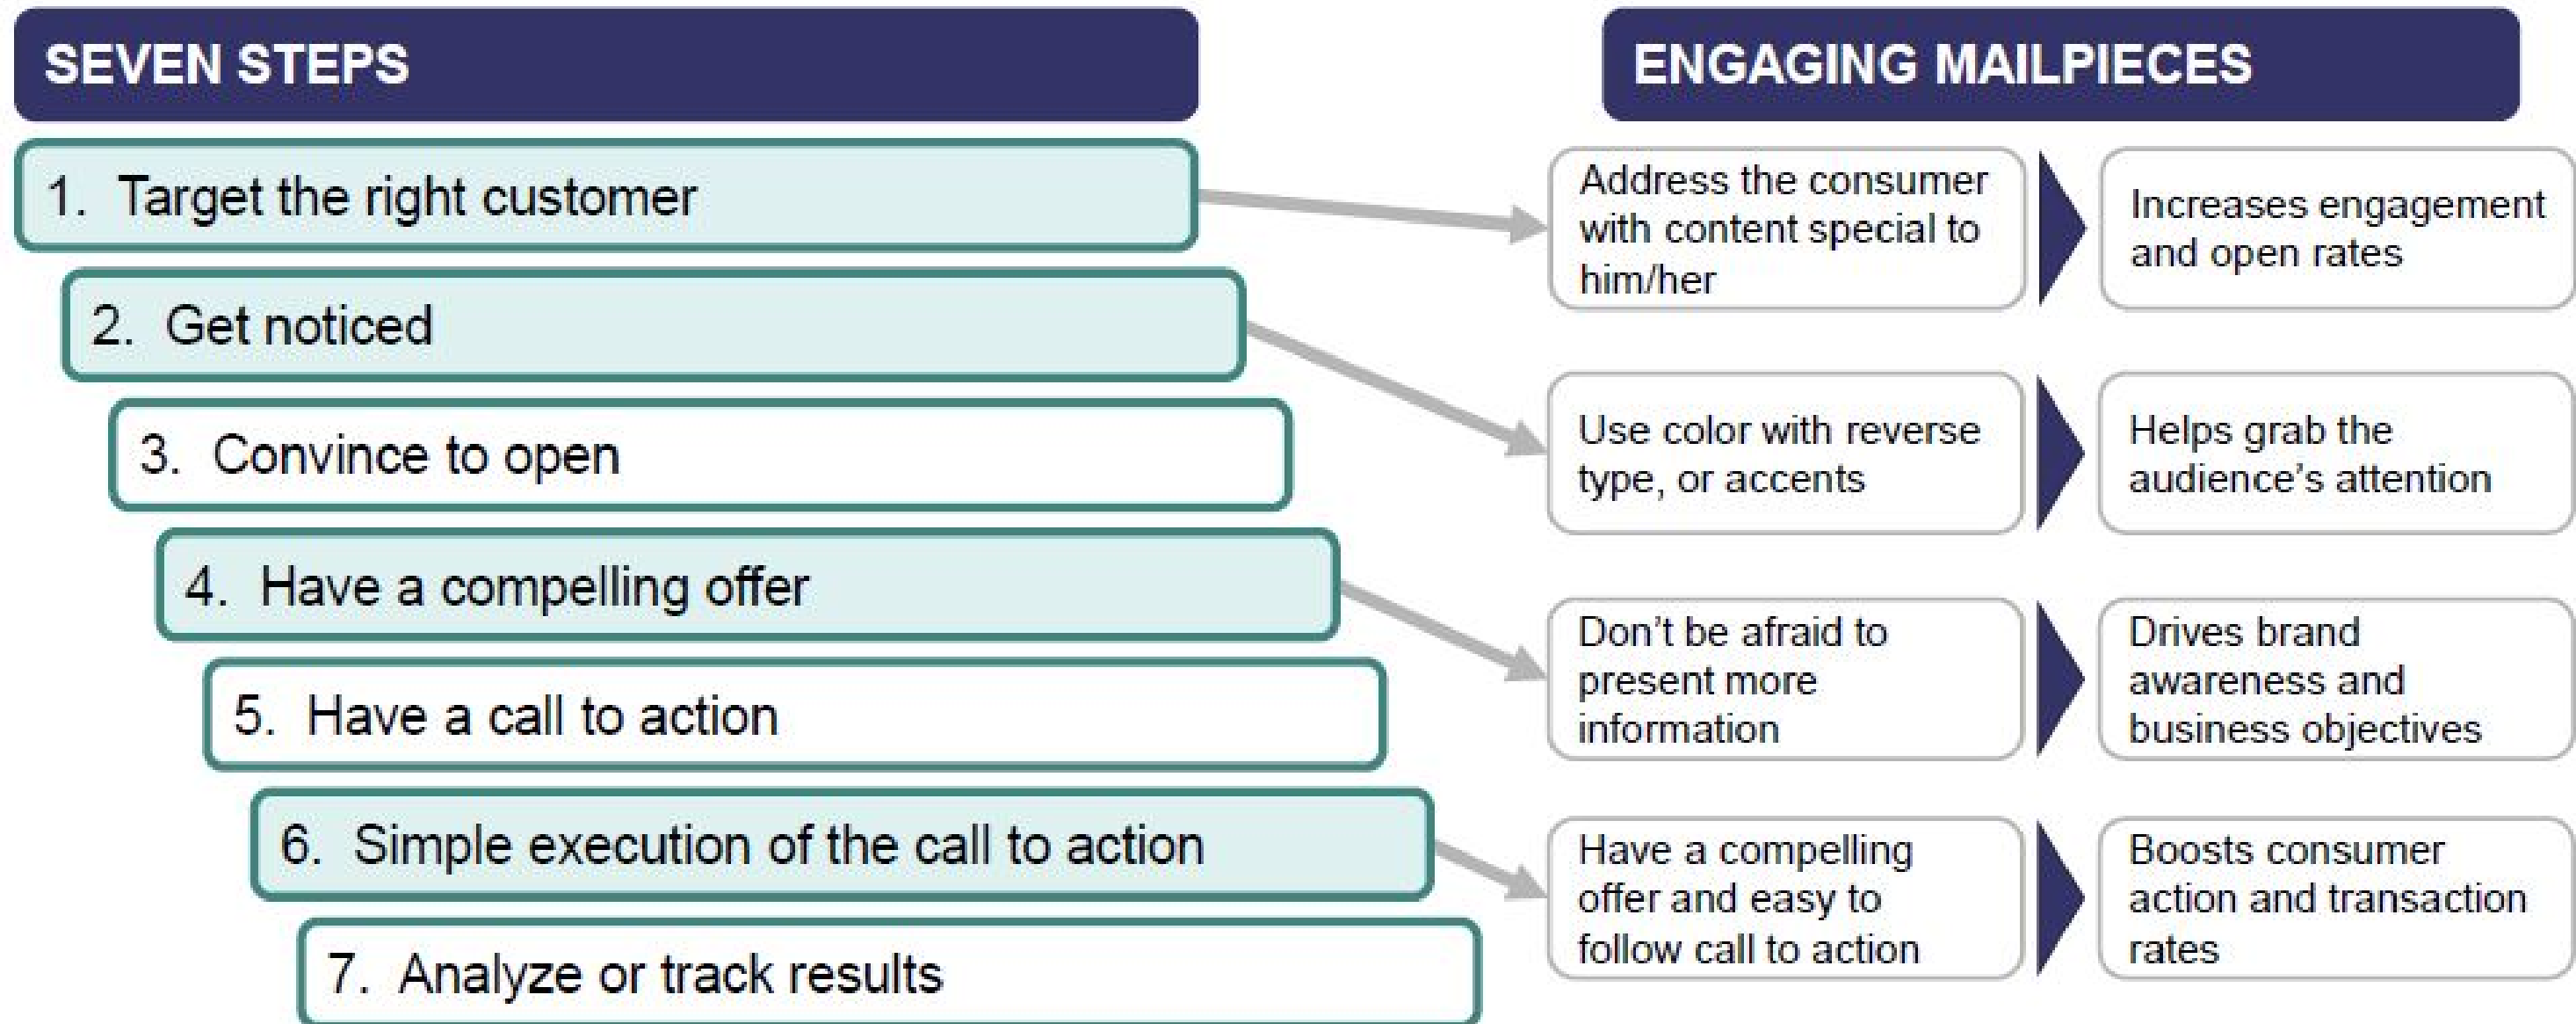 SEVEN STEPS
1. Target the right customer
2. Get noticed
3. Convince to open
4. Have a compelling offer
5. Have a call to action
6. Simple execution of the call to action
7. Analyze or track results
ENGAGING MAILPIECES
Address the consumer
with content special to
him/her
Increases engagement
and open rates
Use color with reverse
type, or accents
Helps grab the
audience’s attention
Don’t be afraid to
present more
information
Drives brand
awareness and
business objectives
Have a compelling
offer and easy to
follow call to action
Boosts consumer
action and transaction
rates